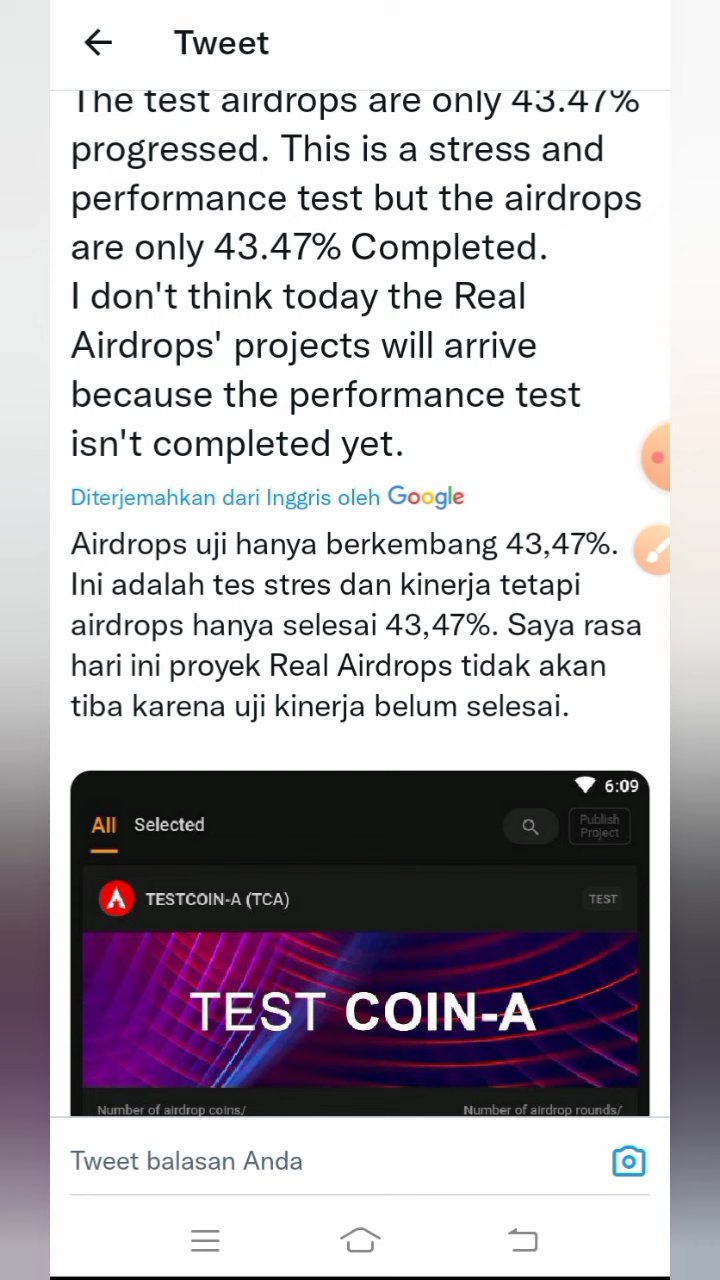 Tweet
The test airdrops are only 43.47%
progressed. This is a stress and
performance test but the airdrops
are only 43.47% Completed.
I don't think today the Real
Airdrops' projects will arrive
because the performance test
isn't completed yet.
Diterjemahkan dari Inggris oleh Google
Airdrops uji hanya berkembang 43,47%.
Ini adalah tes stres dan kinerja tetapi
airdrops hanya selesai 43,47%. Saya rasa
hari ini proyek Real Airdrops tidak akan
tiba karena uji kinerja belum selesai.
6:09
All Selected
Publish
Project
TESTCOIN-A (TCA)
TEST
TEST COIN-A
Number of airdrop coins/
Number of airdrop rounds/
Tweet balasan Anda